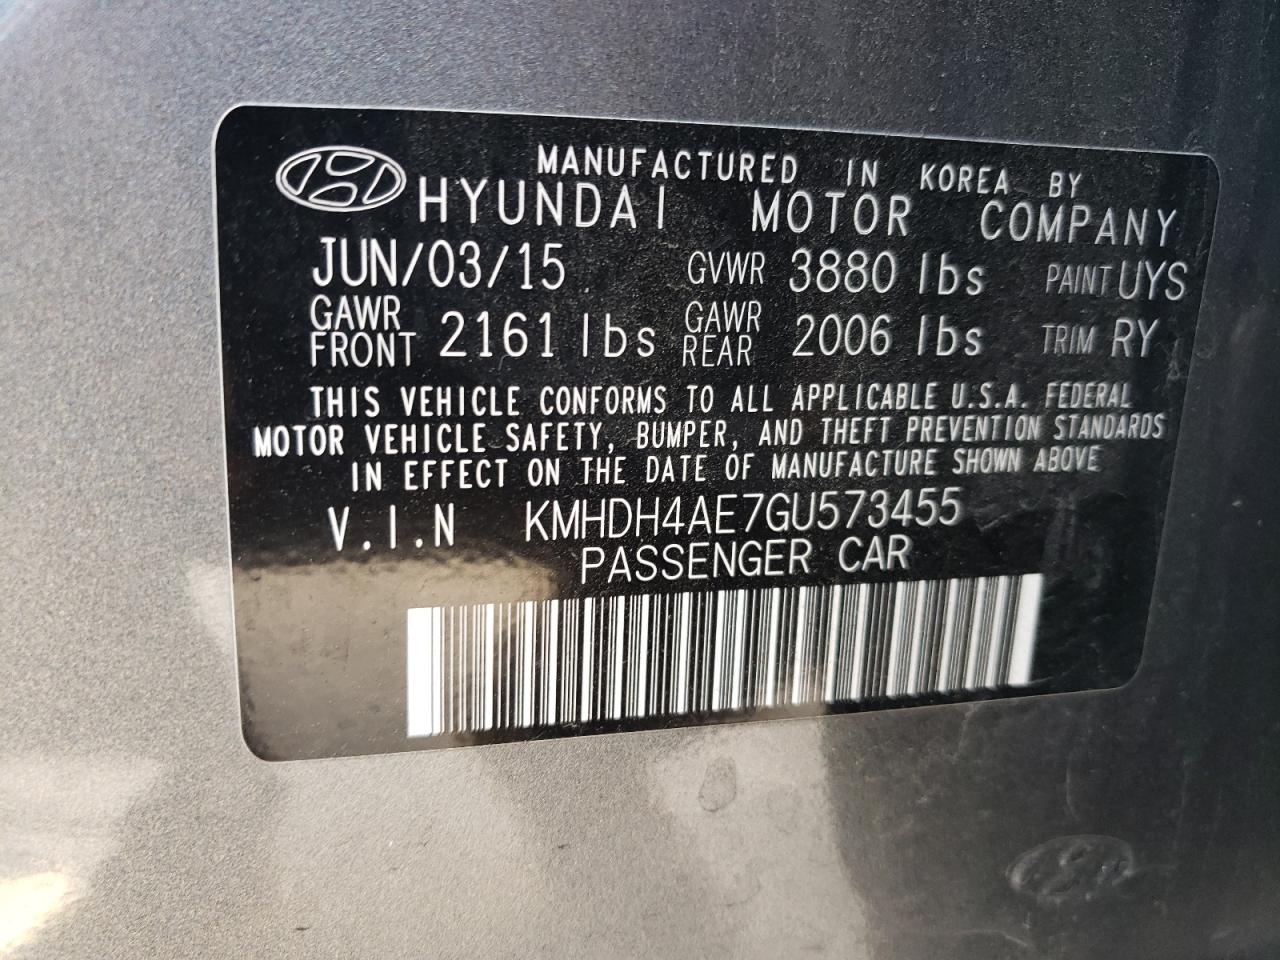 MANUFACTURED IN KOREA BY
HYUNDAI MOTOR COMPANY
JUN/03/15 GVWR 3880 lbs PAINT UYS
GAWR FRONT 2161 lbs GAWR REAR 2006 lbs TRIM RY
THIS VEHICLE CONFORMS TO ALL APPLICABLE U.S.A. FEDERAL
MOTOR VEHICLE SAFETY, BUMPER, AND THEFT PREVENTION STANDARDS
IN EFFECT ON THE DATE OF MANUFACTURE SHOWN ABOVE
V.I.N KMHDH4AE7GU573455
PASSENGER CAR